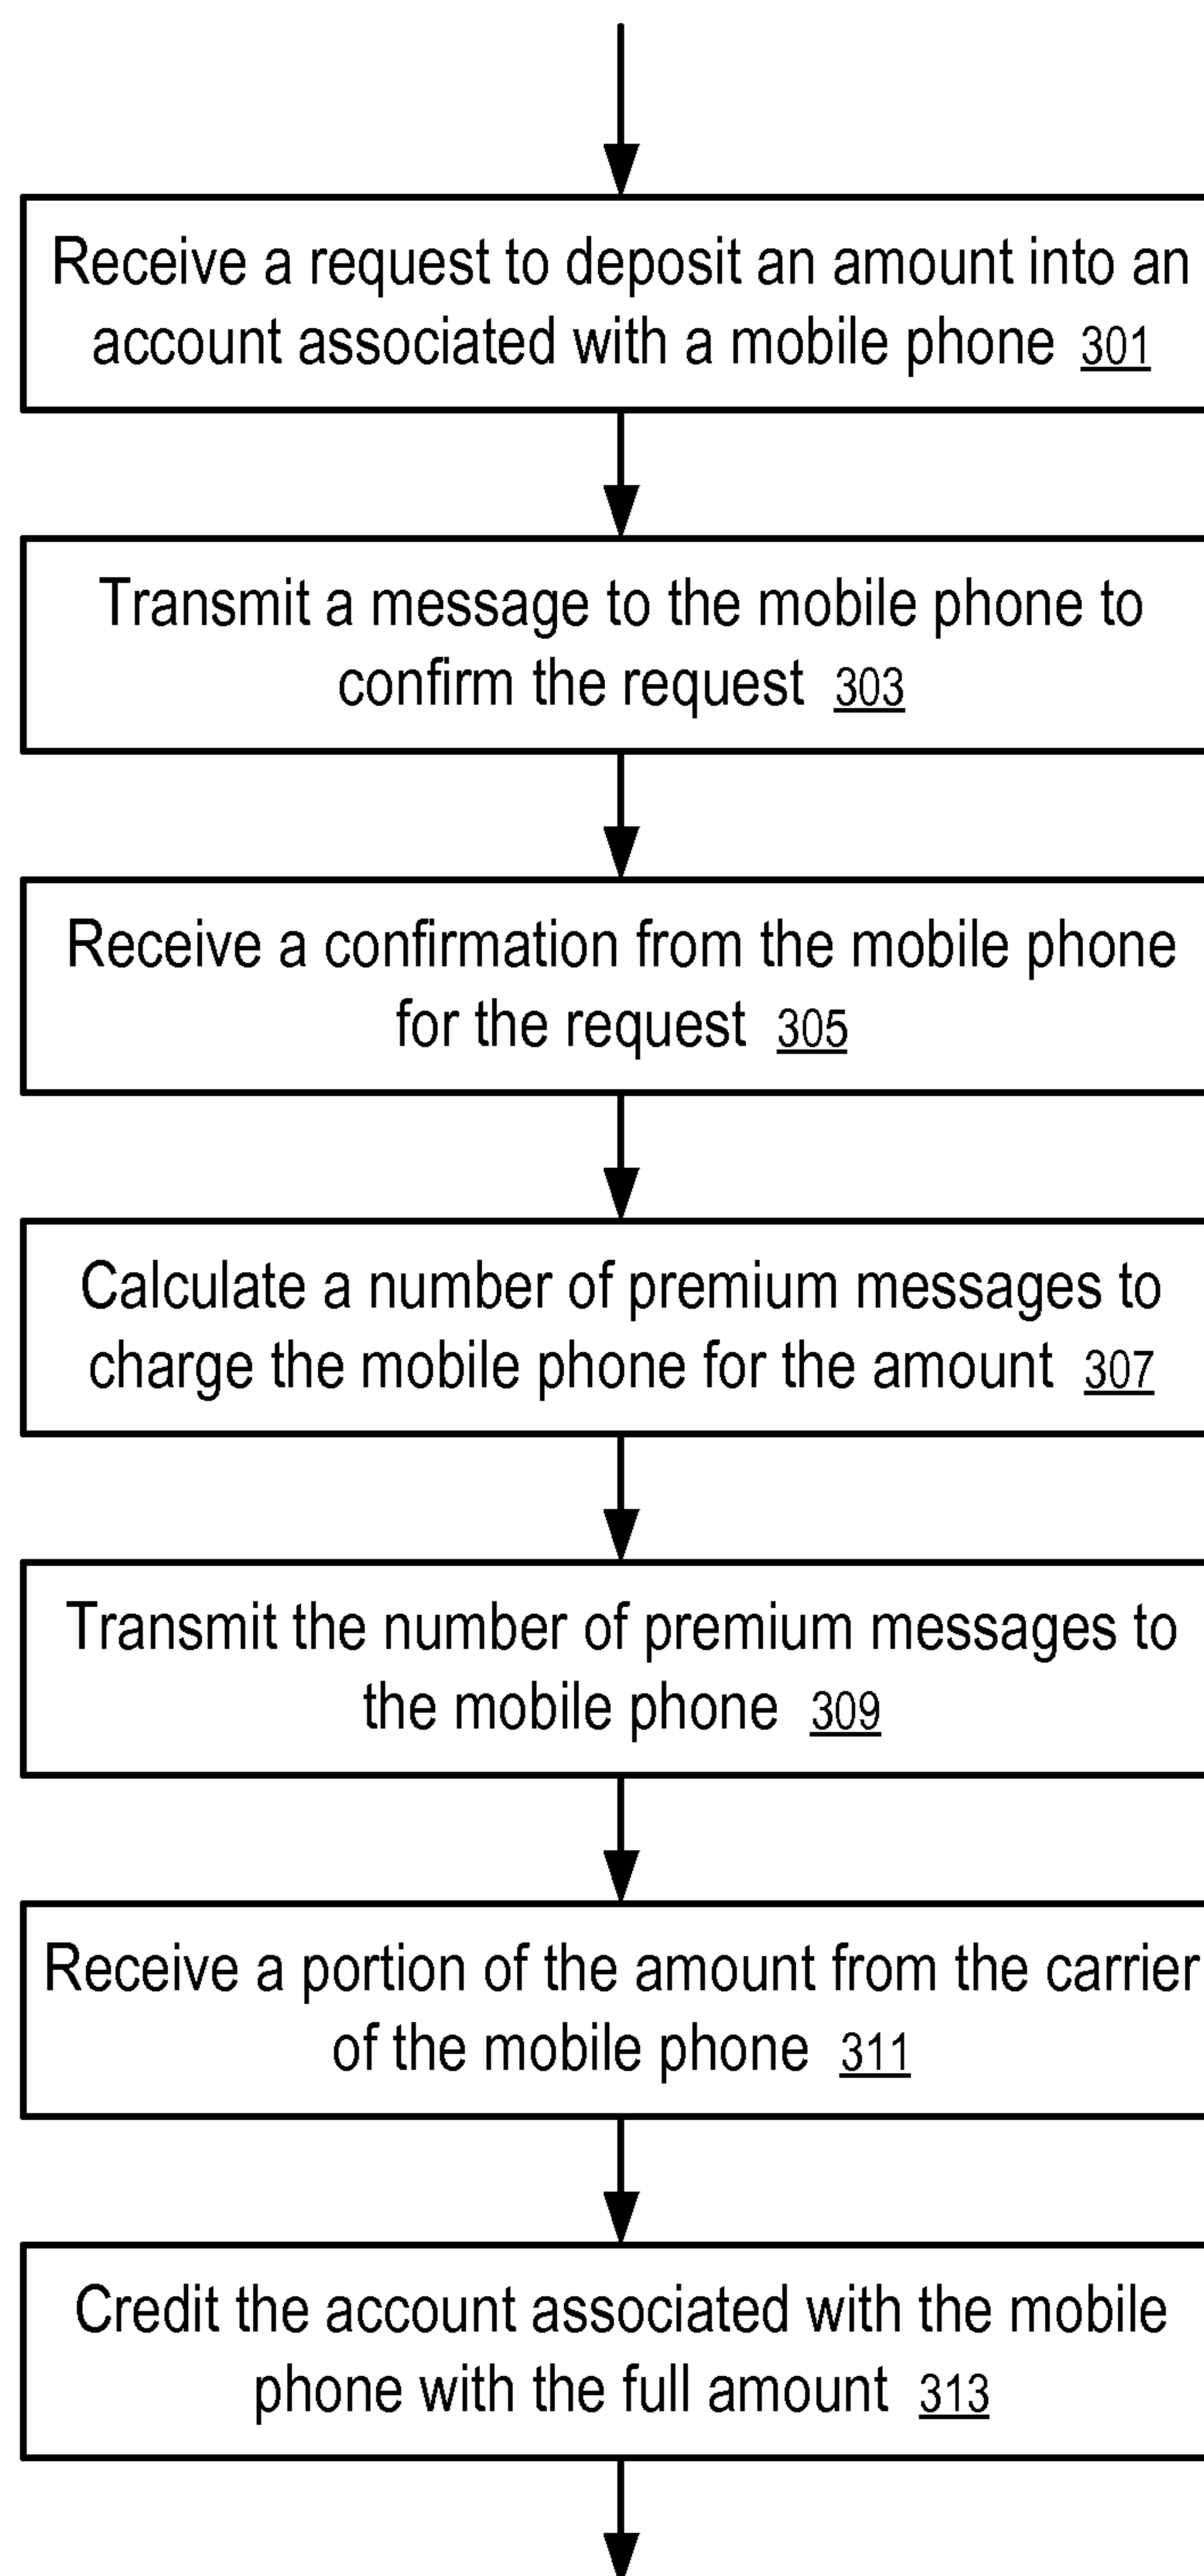 Receive a request to deposit an amount into an
account associated with a mobile phone 301
Transmit a message to the mobile phone to
confirm the request 303
Receive a confirmation from the mobile phone
for the request 305
Calculate a number of premium messages to
charge the mobile phone for the amount 307
Transmit the number of premium messages to
the mobile phone 309
Receive a portion of the amount from the carrier
of the mobile phone 311
Credit the account associated with the mobile
phone with the full amount 313